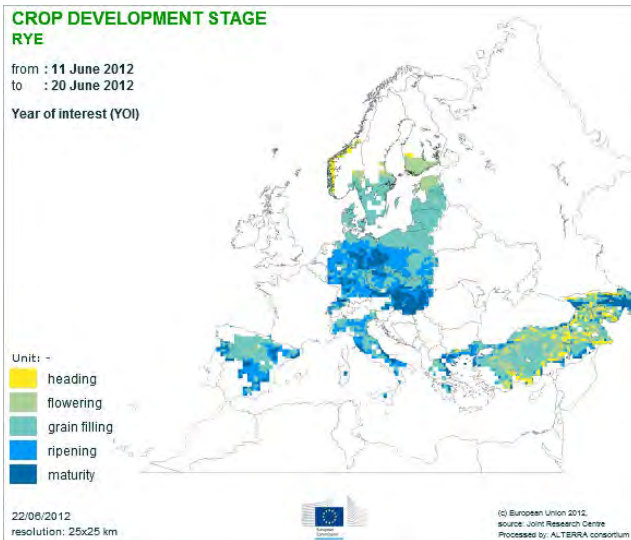 CROP DEVELOPMENT STAGE
RYE
from : 11 June 2012
to : 20 June 2012
Year of interest (YOI)
Unit: -
heading
flowering
grain filling
ripening
maturity
22/06/2012
resolution: 25x25 km
European
Commission
(c) European Union 2012,
source: Joint Research Centre
Processed by: ALTERRA consortium